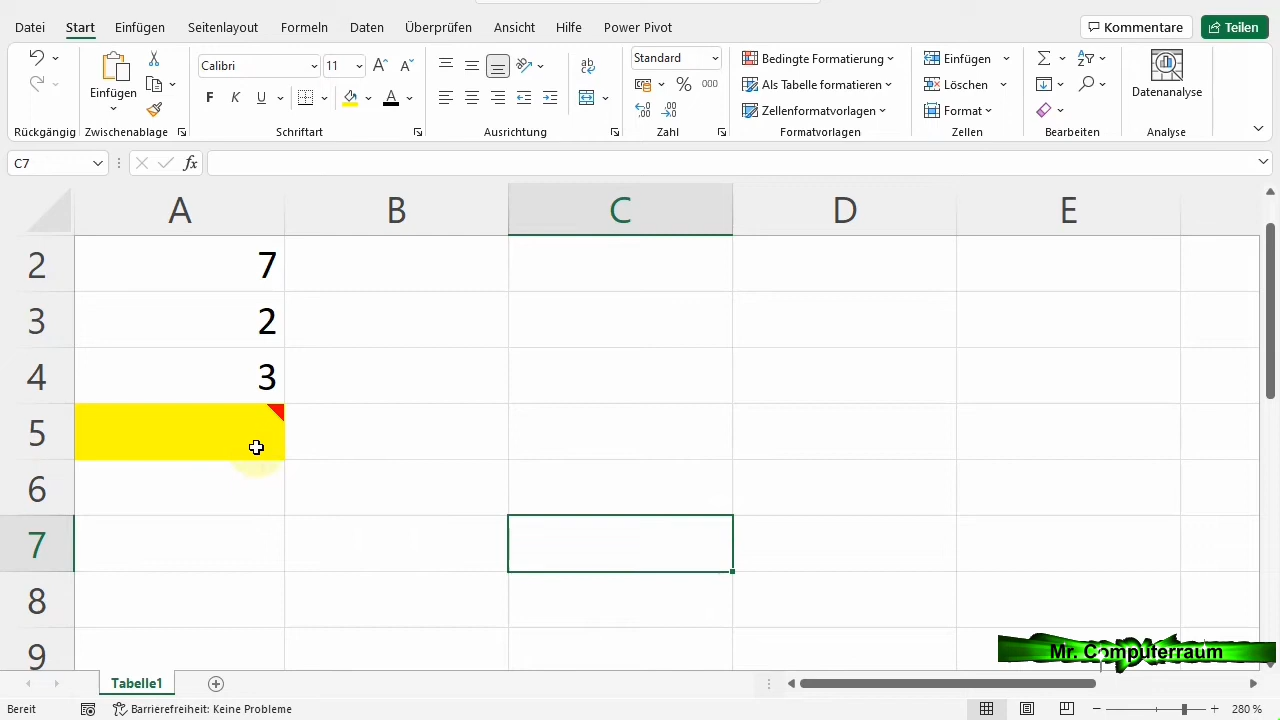 Datei Start Einfügen Seitenlayout Formeln Daten Überprüfen Ansicht Hilfe Power Pivot Kommentare Teilen
Calibri 11 Standard Bedingte Formatierung Einfügen
Einfügen Als Tabelle formatieren Löschen Datenanalyse
F K U A % 000 Zellenformatvorlagen Format
Rückgängig Zwischenablage Schriftart Ausrichtung Zahl Formatvorlagen Zellen Bearbeiten Analyse
C7 fx
A B C D E
2 7
3 2
4 3
5
6
7
8
9
Mr. Computerraum
Tabelle1
Bereit Barrierefreiheit: Keine Probleme 280 %